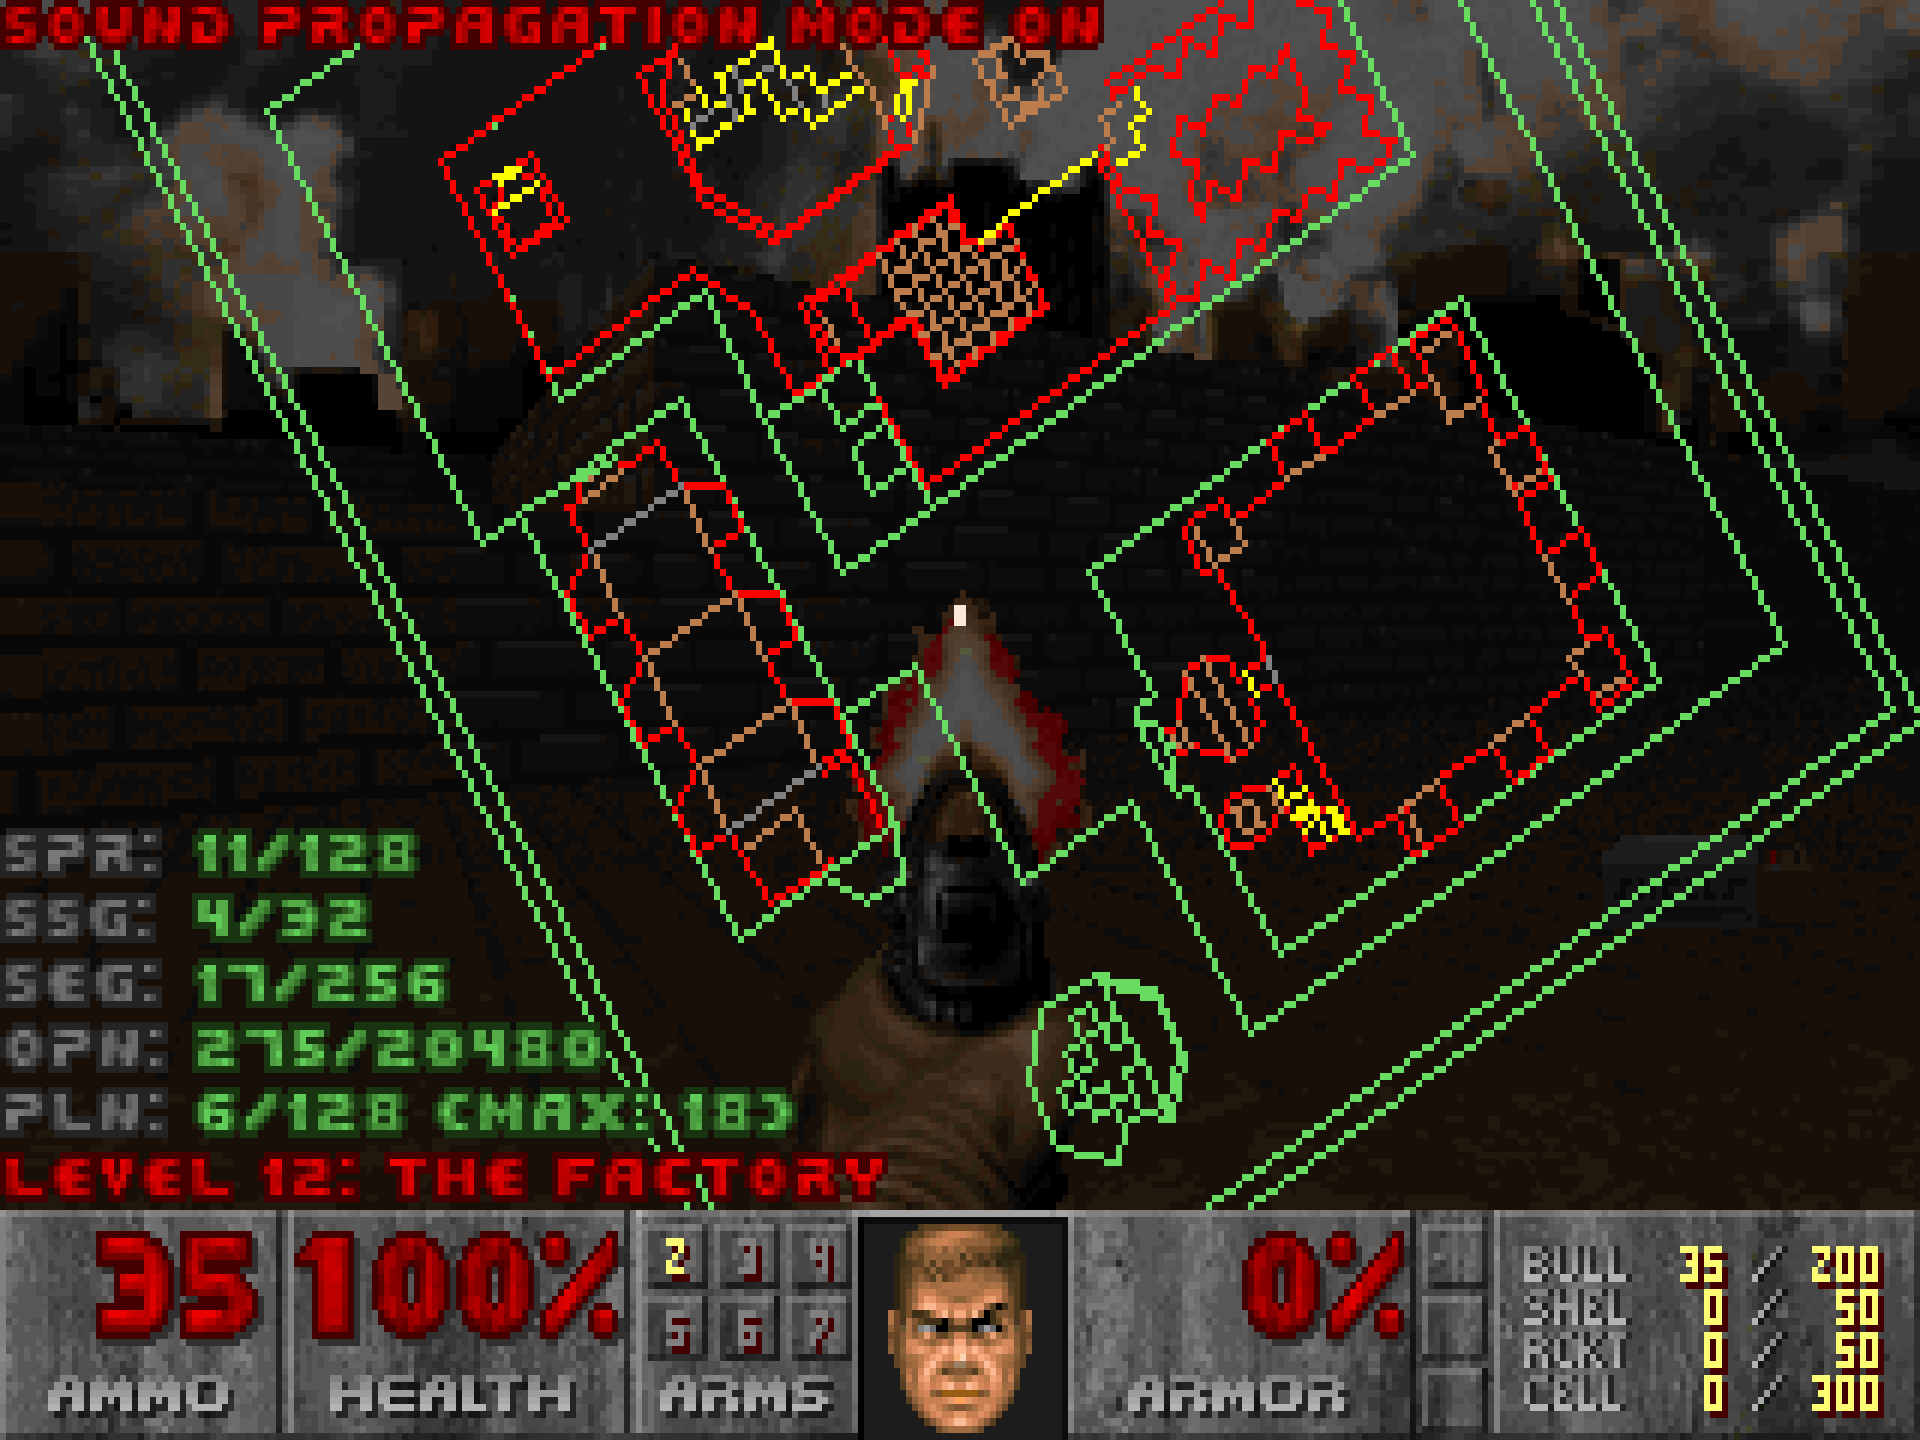 SOUND PROPAGATION MODE ON
SPR: 11/128
SSG: 4/32
SEG: 17/256
OPN: 275/20480
PLN: 6/128 (MAX: 18)
LEVEL 12: THE FACTORY
35 100% 2 3 4 0% BULL 35 / 200
5 6 7 SHEL 0 / 50
RCKT 0 / 50
AMMO HEALTH ARMS ARMOR CELL 0 / 300